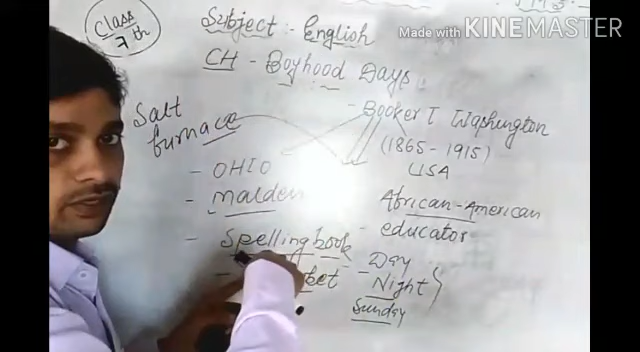 Made with KINEMASTER
Class
7th
Subject :- English
CH - Boyhood Days
- Booker T Washington
(1865 - 1915)
USA
Salt
furnace
- OHIO
- Malden
- Spelling book
African-American
educator
- Day
Night
Sunday